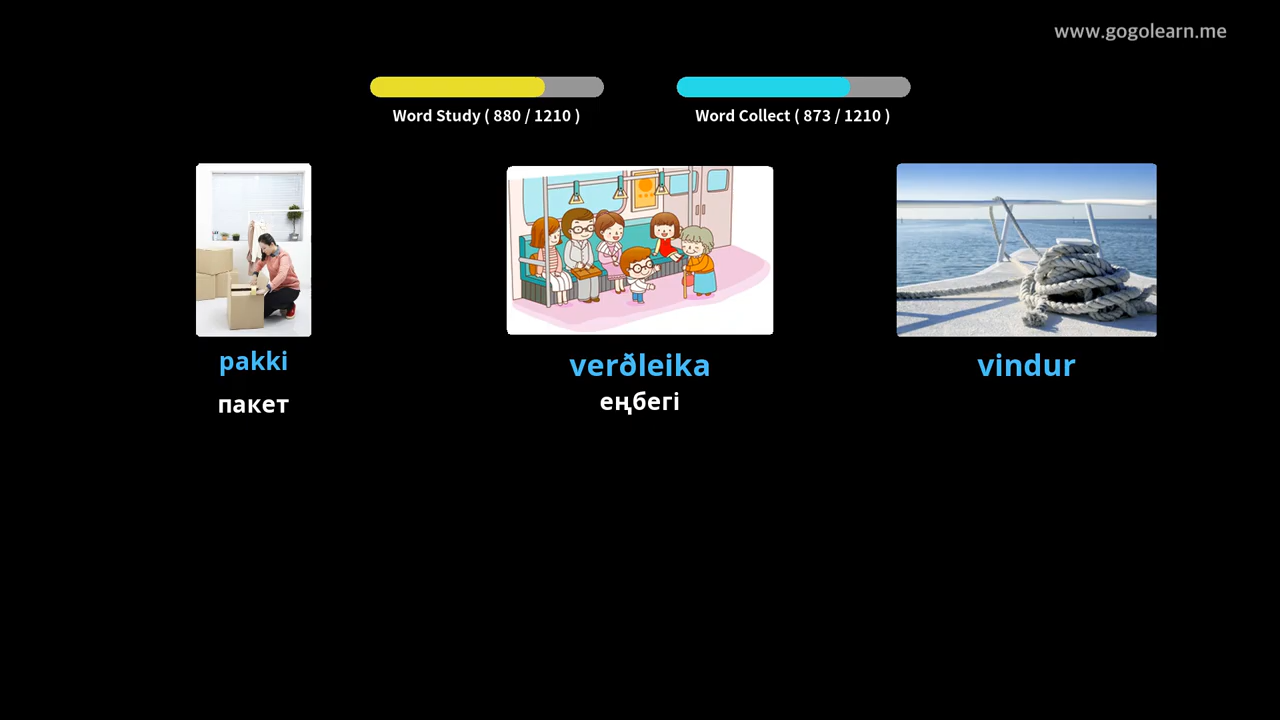 www.gogolearn.me
Word Study ( 880 / 1210 )
Word Collect ( 873 / 1210 )
pakki
verðleika
vindur
пакет
еңбегі